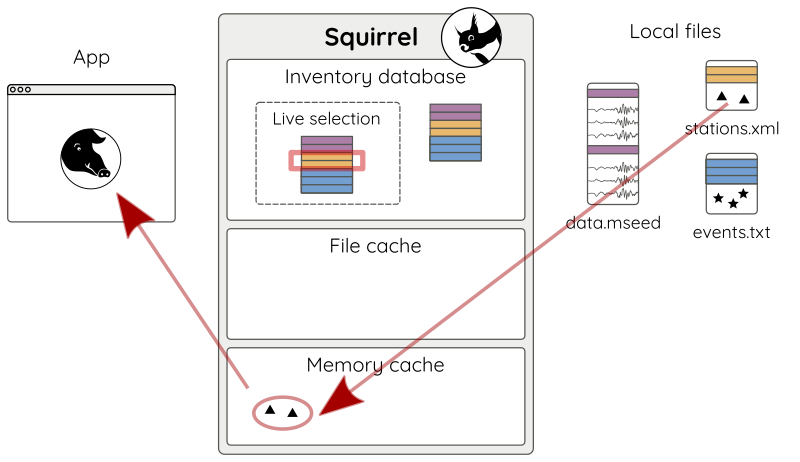 App
Squirrel
Inventory database
Live selection
File cache
Memory cache
Local files
data.mseed
stations.xml
events.txt